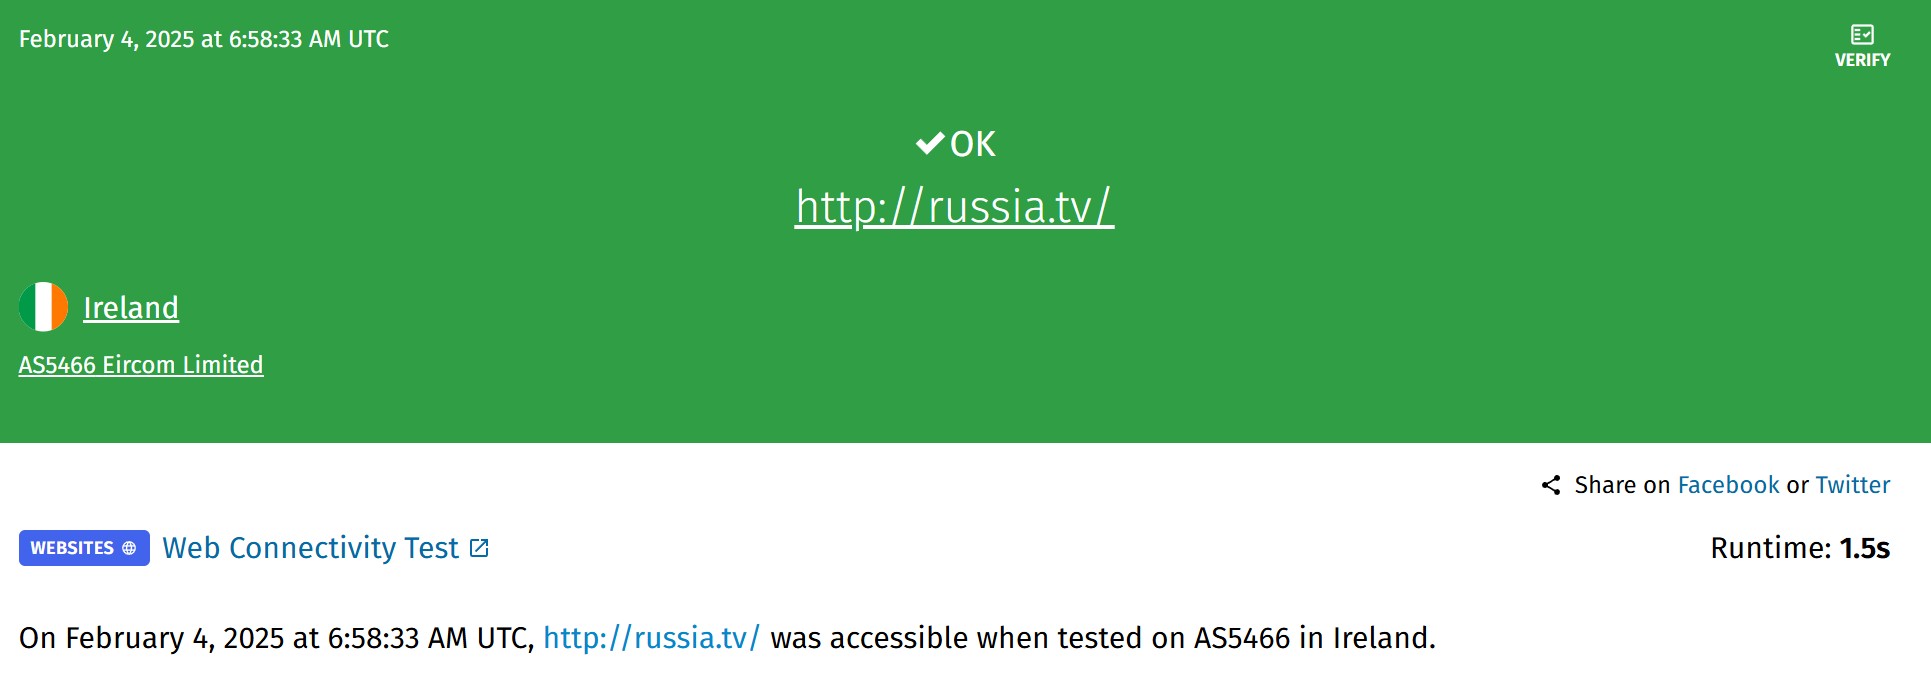 February 4, 2025 at 6:58:33 AM UTC
VERIFY
OK
http://russia.tv/
Ireland
AS5466 Eircom Limited
Share on Facebook or Twitter
WEBSITES Web Connectivity Test
Runtime: 1.5s
On February 4, 2025 at 6:58:33 AM UTC, http://russia.tv/ was accessible when tested on AS5466 in Ireland.